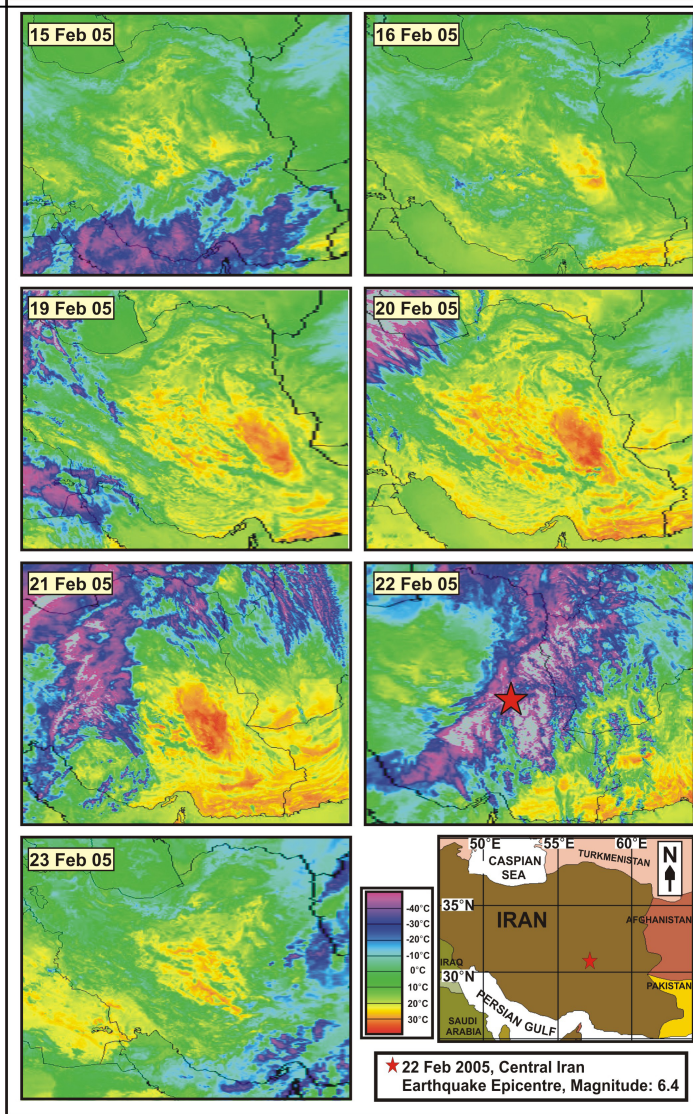 15 Feb 05
16 Feb 05
19 Feb 05
20 Feb 05
21 Feb 05
22 Feb 05
23 Feb 05
-40°C
-30°C
-20°C
-10°C
0°C
10°C
20°C
30°C
50°E
55°E
60°E
CASPIAN
SEA
TURKMENISTAN
N
35°N
IRAN
AFGHANISTAN
IRAQ
30°N
PAKISTAN
PERSIAN GULF
SAUDI
ARABIA
22 Feb 2005, Central Iran
Earthquake Epicentre, Magnitude: 6.4